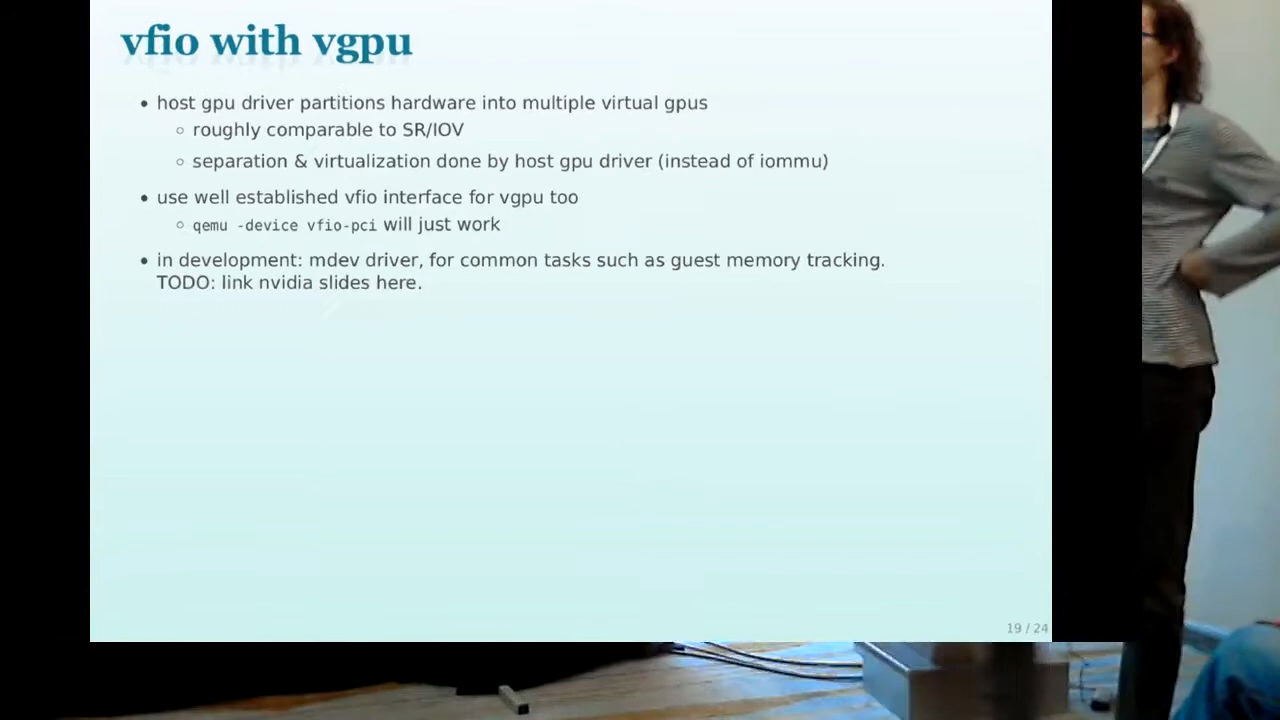 vfio with vgpu
• host gpu driver partitions hardware into multiple virtual gpus
◦ roughly comparable to SR/IOV
◦ separation & virtualization done by host gpu driver (instead of iommu)
• use well established vfio interface for vgpu too
◦ qemu -device vfio-pci will just work
• in development: mdev driver, for common tasks such as guest memory tracking.
TODO: link nvidia slides here.
19 / 24